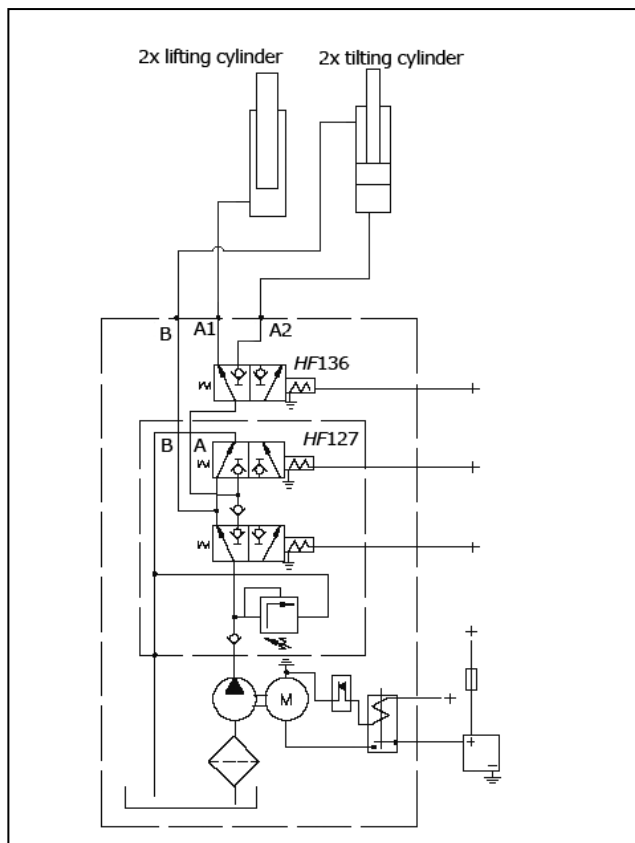 2x lifting cylinder 2x tilting cylinder
B A1 A2
HF136
B A HF127
M